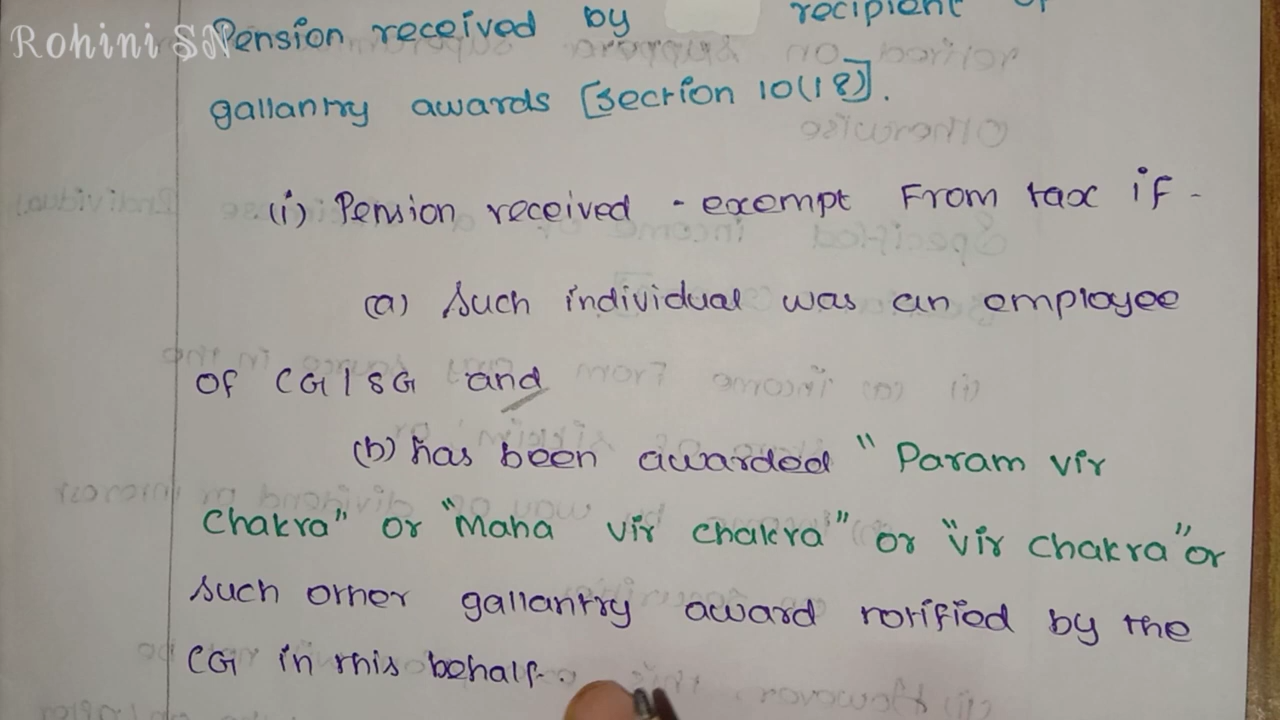 Rohini SN
Pension received by recipient of
gallantry awards [Section 10(18)].
(i) Pension received - exempt From tax if -
(a) Such individual was an employee
of CG/SG and
(b) has been awarded "Param vir
chakra" or "Maha vir chakra" or "vir chakra" or
such other gallantry award notified by the
CG in this behalf.